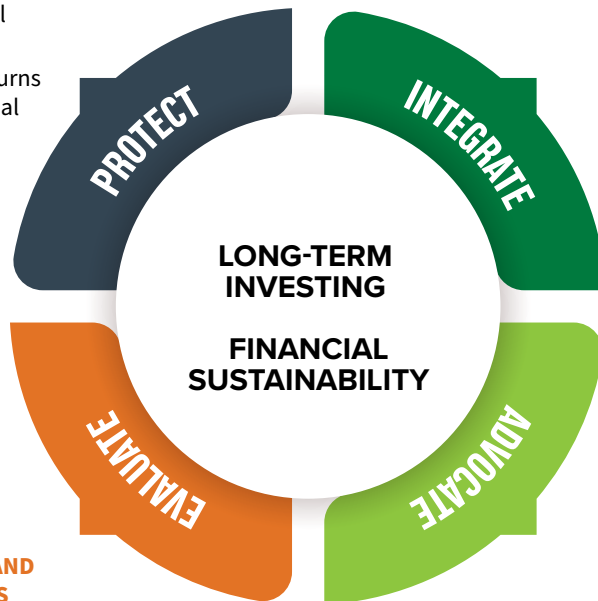 l
urns
al
PROTECT
INTEGRATE
LONG-TERM
INVESTING
FINANCIAL
SUSTAINABILITY
EVALUATE
ADVOCATE
AND
S